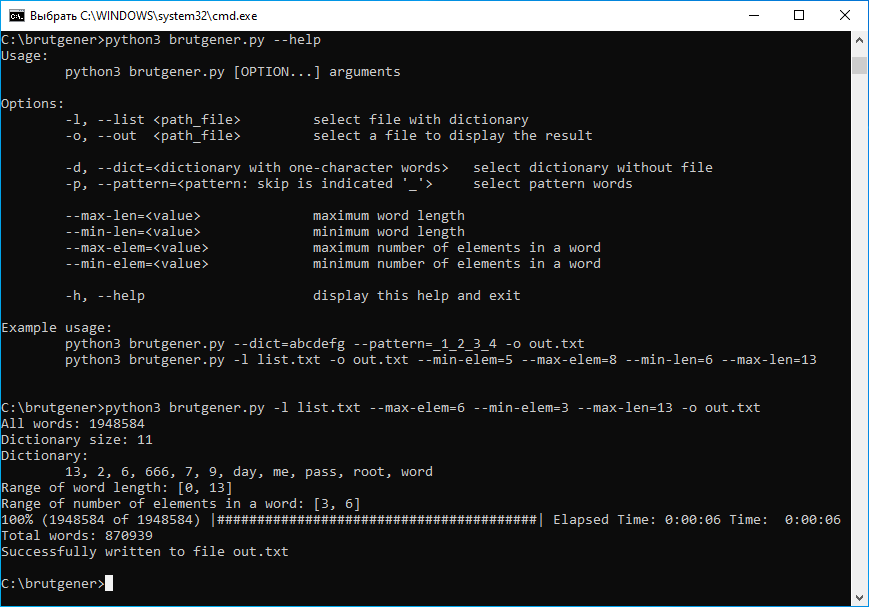 Выбрать C:\WINDOWS\system32\cmd.exe
C:\brutgener>python3 brutgener.py --help
Usage:
        python3 brutgener.py [OPTION...] arguments
Options:
        -l, --list <path_file>         select file with dictionary
        -o, --out  <path_file>         select a file to display the result
        -d, --dict=<dictionary with one-character words>   select dictionary without file
        -p, --pattern=<pattern: skip is indicated '_'>     select pattern words
        --max-len=<value>              maximum word length
        --min-len=<value>              minimum word length
        --max-elem=<value>             maximum number of elements in a word
        --min-elem=<value>             minimum number of elements in a word
        -h, --help                     display this help and exit
Example usage:
        python3 brutgener.py --dict=abcdefg --pattern=_1_2_3_4 -o out.txt
        python3 brutgener.py -l list.txt -o out.txt --min-elem=5 --max-elem=8 --min-len=6 --max-len=13
C:\brutgener>python3 brutgener.py -l list.txt --max-elem=6 --min-elem=3 --max-len=13 -o out.txt
All words: 1948584
Dictionary size: 11
Dictionary:
        13, 2, 6, 666, 7, 9, day, me, pass, root, word
Range of word length: [0, 13]
Range of number of elements in a word: [3, 6]
100% (1948584 of 1948584) |########################################| Elapsed Time: 0:00:06 Time:  0:00:06
Total words: 870939
Successfully written to file out.txt
C:\brutgener>